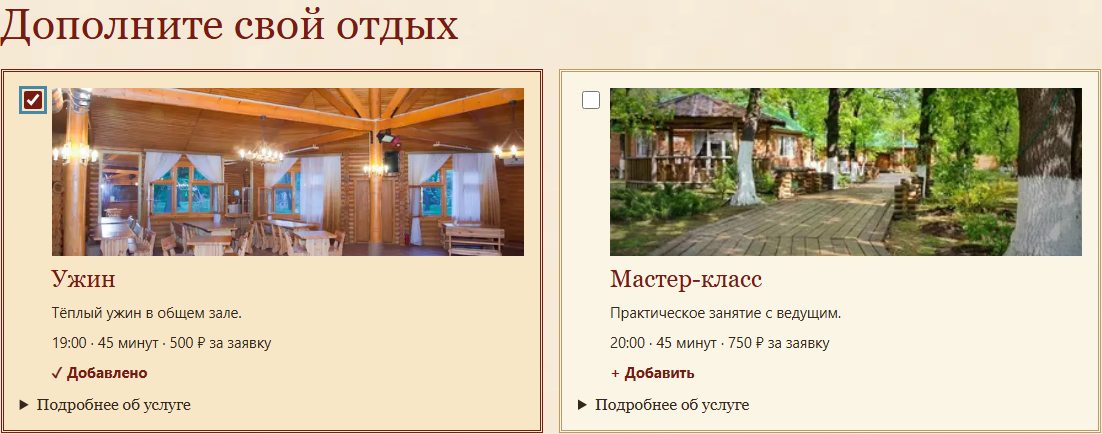 Дополните свой отдых
Ужин
Тёплый ужин в общем зале.
19:00 · 45 минут · 500 ₽ за заявку
✓ Добавлено
▶ Подробнее об услуге
Мастер-класс
Практическое занятие с ведущим.
20:00 · 45 минут · 750 ₽ за заявку
+ Добавить
▶ Подробнее об услуге